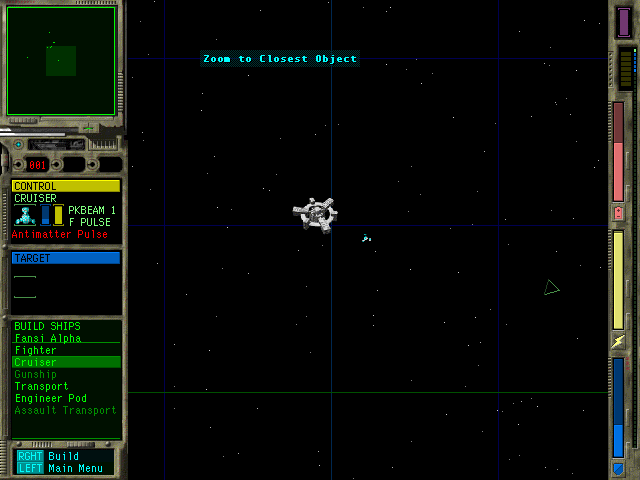 Zoom to Closest Object
001
CONTROL
CRUISER
PKBEAM 1
F PULSE
Antimatter Pulse
TARGET
BUILD SHIPS
Fansi Alpha
Fighter
Cruiser
Gunship
Transport
Engineer Pod
Assault Transport
RGHT Build
LEFT Main Menu